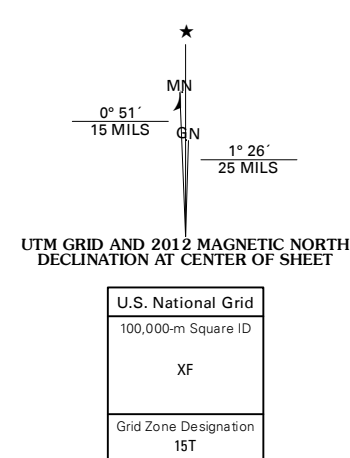 ★
MN
0° 51´
15 MILS
GN
1° 26´
25 MILS
UTM GRID AND 2012 MAGNETIC NORTH
DECLINATION AT CENTER OF SHEET
U.S. National Grid
100,000-m Square ID
XF
Grid Zone Designation
15T